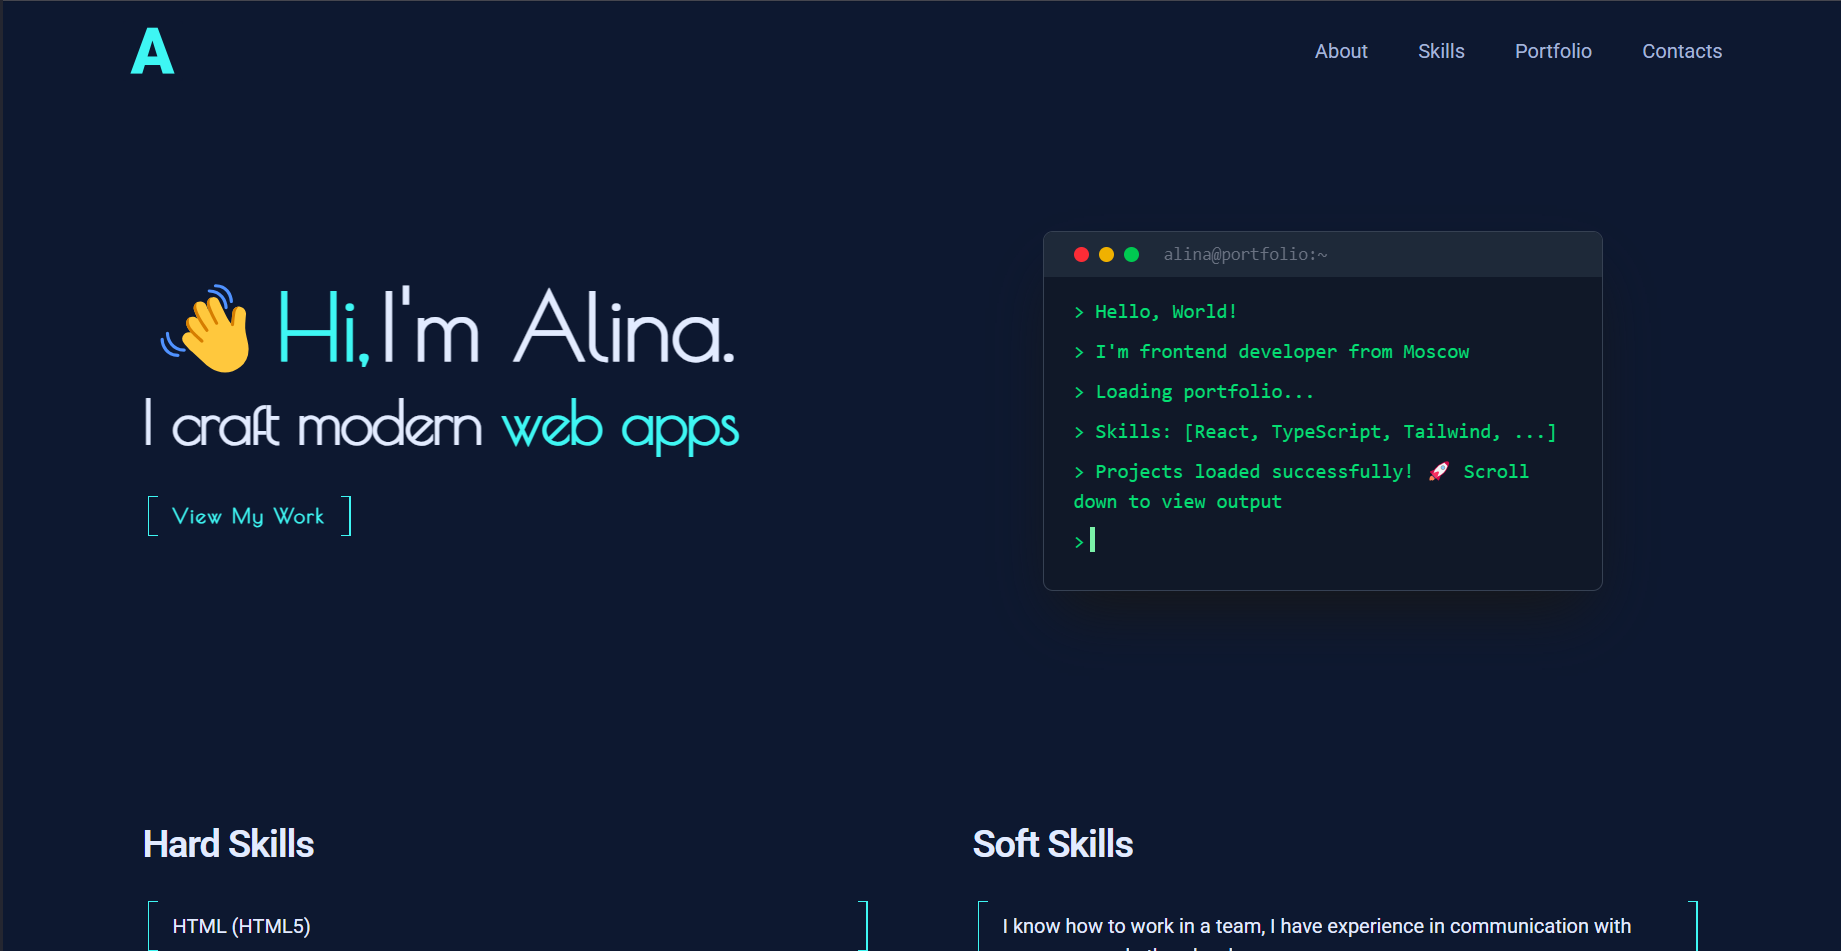 A
About Skills Portfolio Contacts
👋 Hi, I'm Alina.
I craft modern web apps
View My Work
alina@portfolio:~
> Hello, World!
> I'm frontend developer from Moscow
> Loading portfolio...
> Skills: [React, TypeScript, Tailwind, ...]
> Projects loaded successfully! 🚀 Scroll
down to view output
>
Hard Skills
HTML (HTML5)
Soft Skills
I know how to work in a team, I have experience in communication with